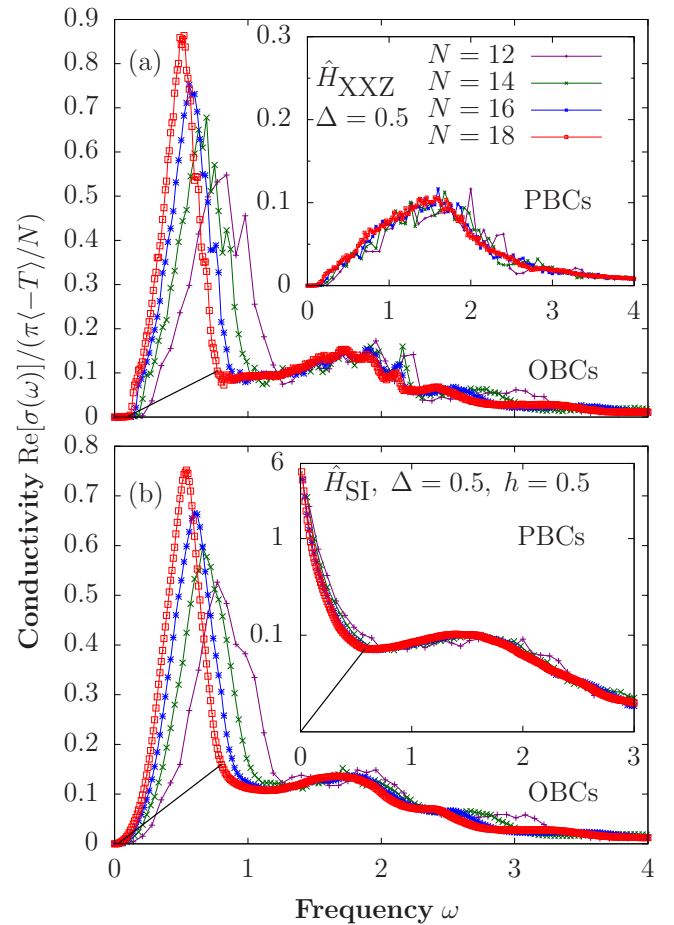 Conductivity Re[σ(ω)]/(π⟨−T⟩/N)
0.9
0.8
0.7
0.6
0.5
0.4
0.3
0.2
0.1
0
(a)
0.3
0.2
0.1
0
Ĥ_XXZ
Δ = 0.5
N = 12
N = 14
N = 16
N = 18
PBCs
0 1 2 3 4
OBCs
0.8
0.7
0.6
0.5
0.4
0.3
0.2
0.1
0
(b)
6
1
0.1
Ĥ_SI, Δ = 0.5, h = 0.5
PBCs
0 1 2 3
OBCs
0 1 2 3 4
Frequency ω